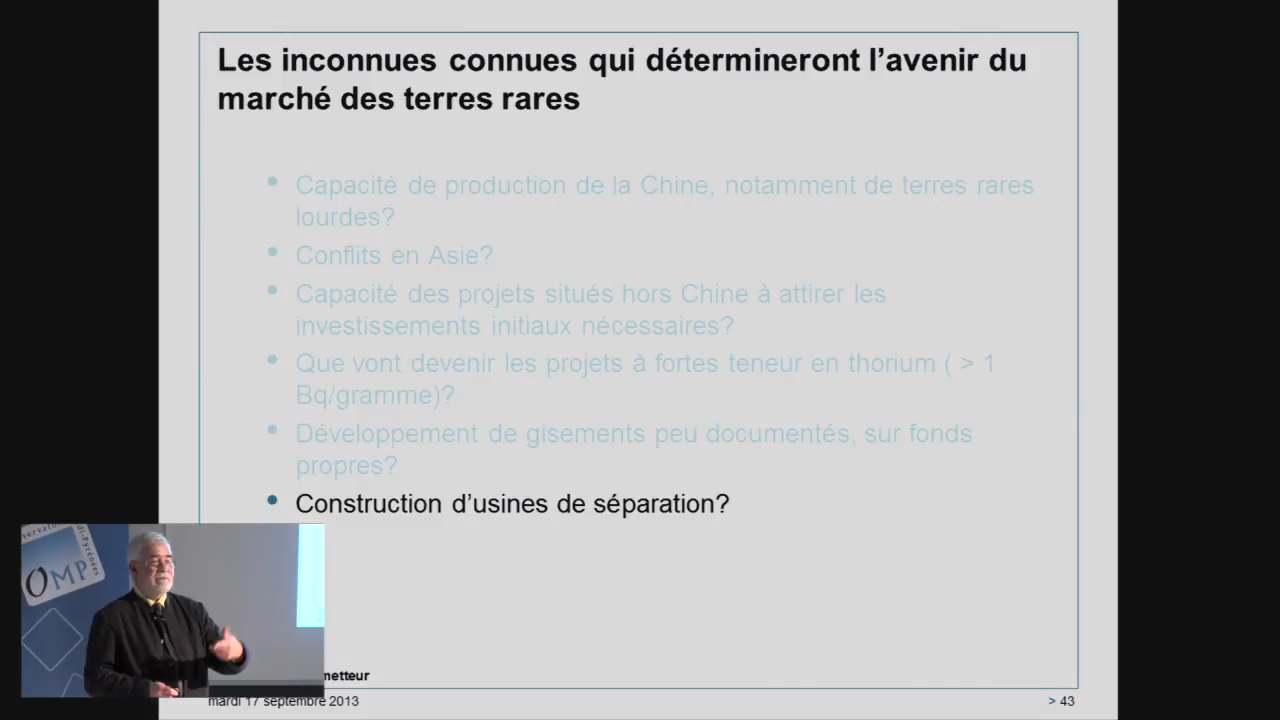 Les inconnues connues qui détermineront l’avenir du
marché des terres rares
• Capacité de production de la Chine, notamment de terres rares
lourdes?
• Conflits en Asie?
• Capacité des projets situés hors Chine à attirer les
investissements initiaux nécessaires?
• Que vont devenir les projets à fortes teneur en thorium ( > 1
Bq/gramme)?
• Développement de gisements peu documentés, sur fonds
propres?
• Construction d’usines de séparation?
OMP
metteur
mardi 17 septembre 2013
> 43